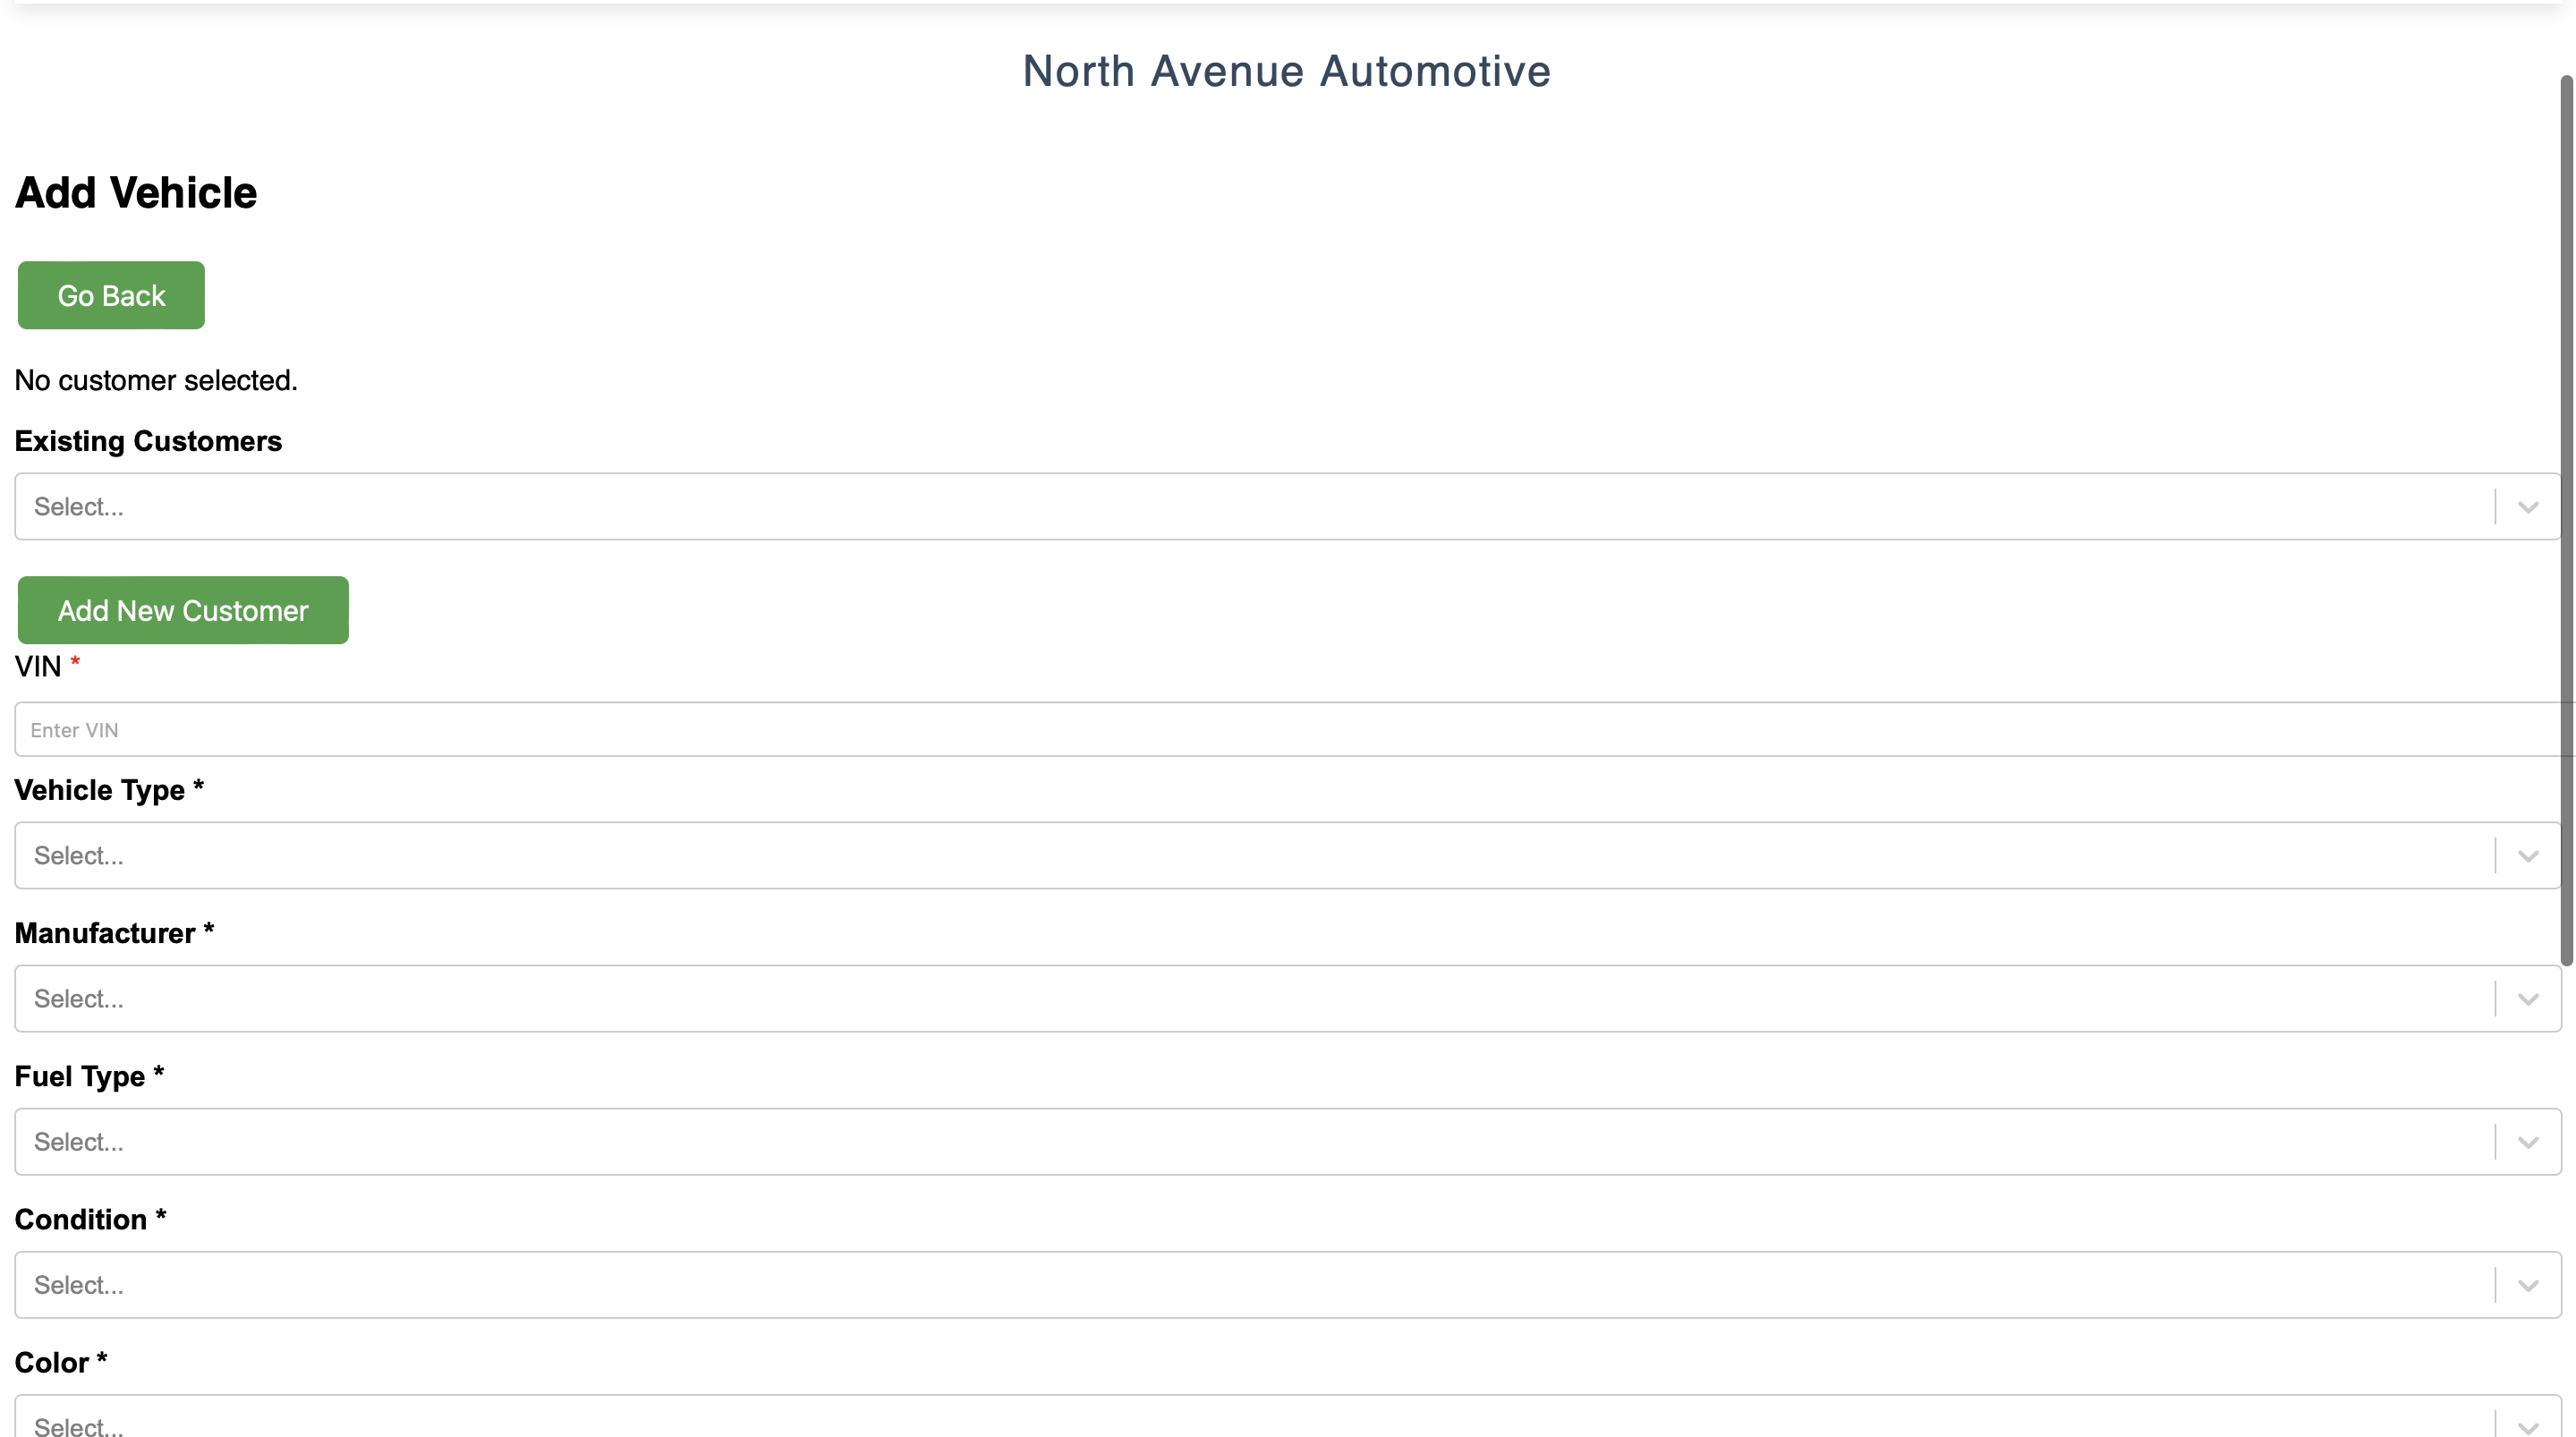 North Avenue Automotive
Add Vehicle
Go Back
No customer selected.
Existing Customers
Select...
Add New Customer
VIN *
Enter VIN
Vehicle Type *
Select...
Manufacturer *
Select...
Fuel Type *
Select...
Condition *
Select...
Color *
Select...